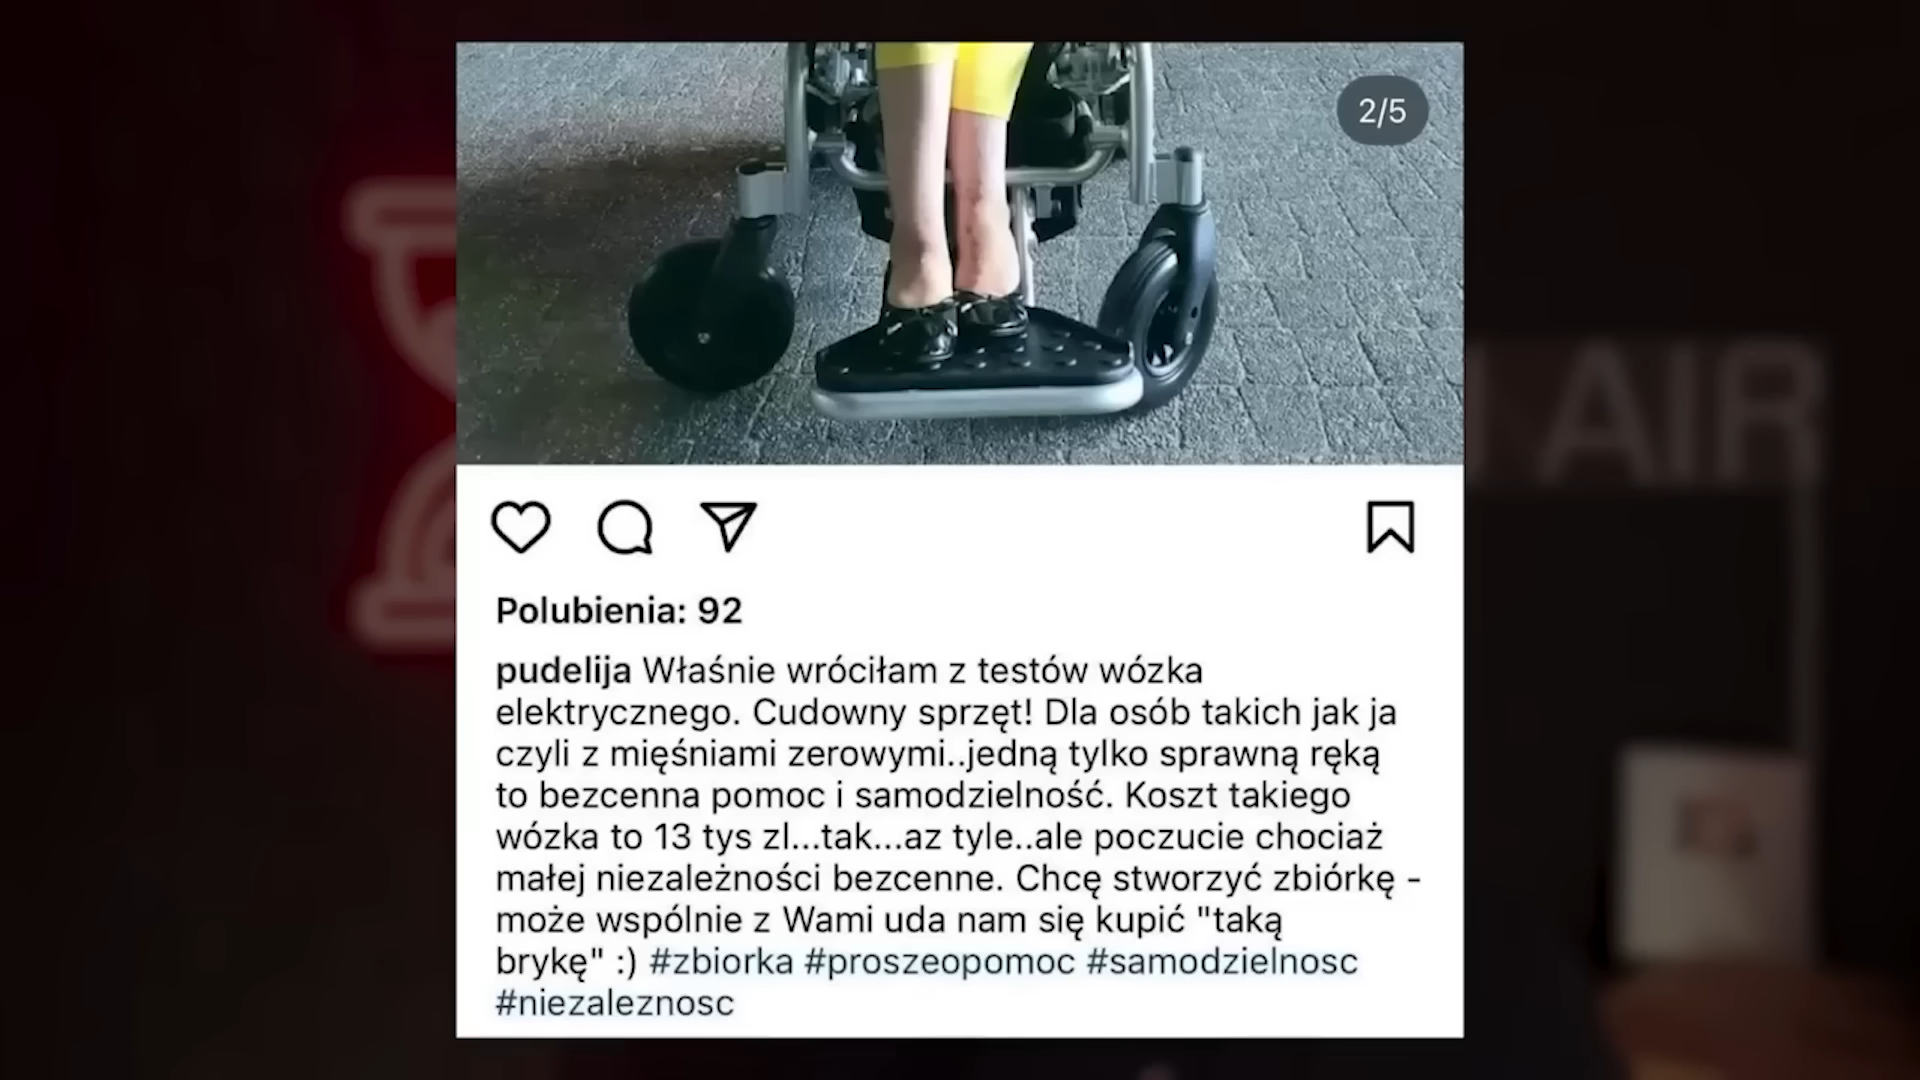 2/5
AIR
Polubienia: 92
pudelija Właśnie wróciłam z testów wózka
elektrycznego. Cudowny sprzęt! Dla osób takich jak ja
czyli z mięśniami zerowymi..jedną tylko sprawną ręką
to bezcenna pomoc i samodzielność. Koszt takiego
wózka to 13 tys zl...tak...az tyle..ale poczucie chociaż
małej niezależności bezcenne. Chcę stworzyć zbiórkę -
może wspólnie z Wami uda nam się kupić "taką
brykę" :) #zbiorka #proszeopomoc #samodzielnosc
#niezaleznosc